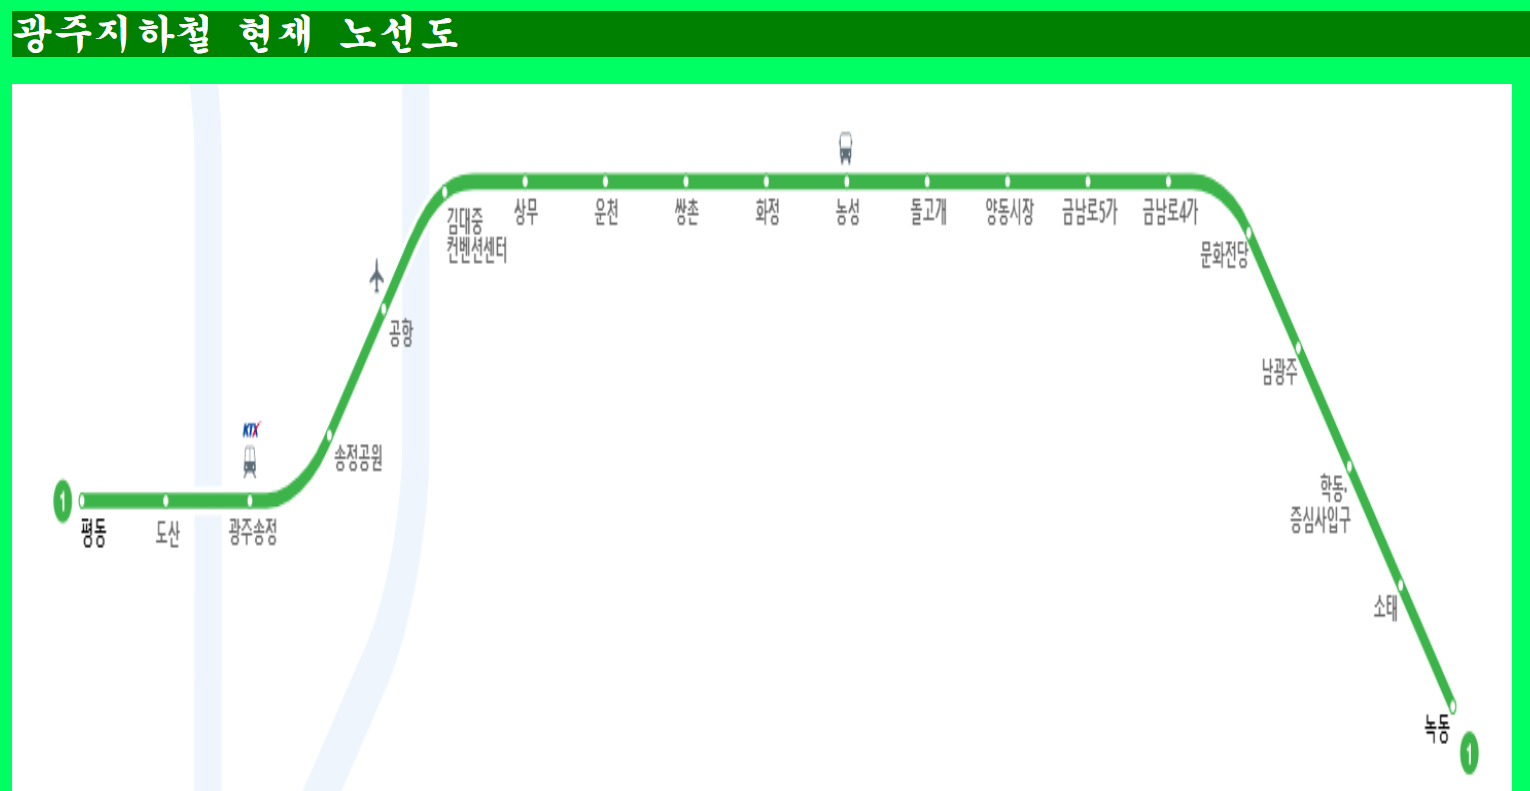 광주지하철 현재 노선도
김대중
컨벤션센터
상무
운천
쌍촌
화정
농성
돌고개
양동시장
금남로5가
금남로4가
문화전당
공항
남광주
KTX
송정공원
학동·
증심사입구
1
평동
도산
광주송정
소태
녹동
1